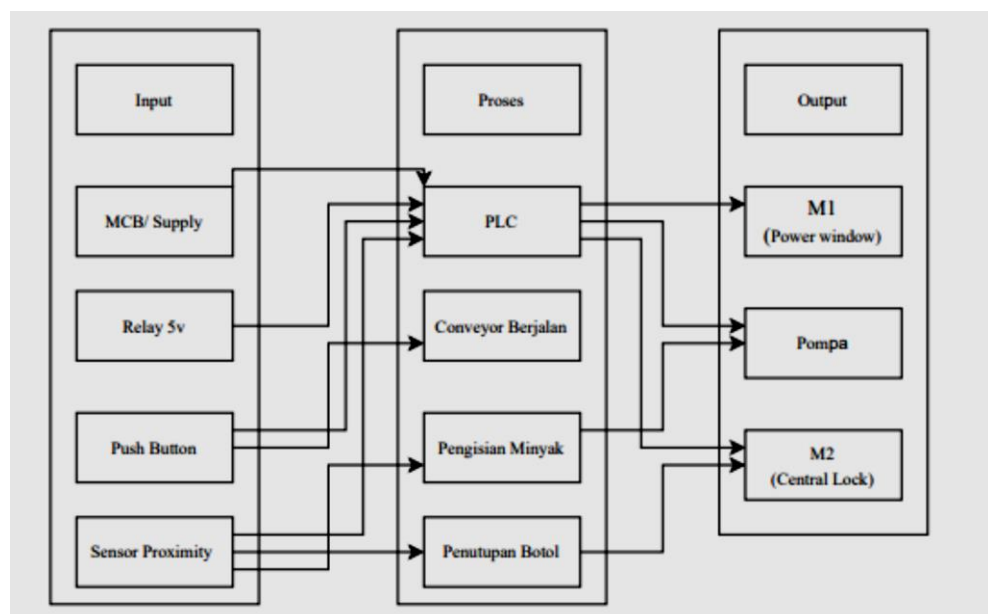 Input
MCB/ Supply
Relay 5v
Push Button
Sensor Proximity
Proses
PLC
Conveyor Berjalan
Pengisian Minyak
Penutupan Botol
Output
M1
(Power window)
Pompa
M2
(Central Lock)